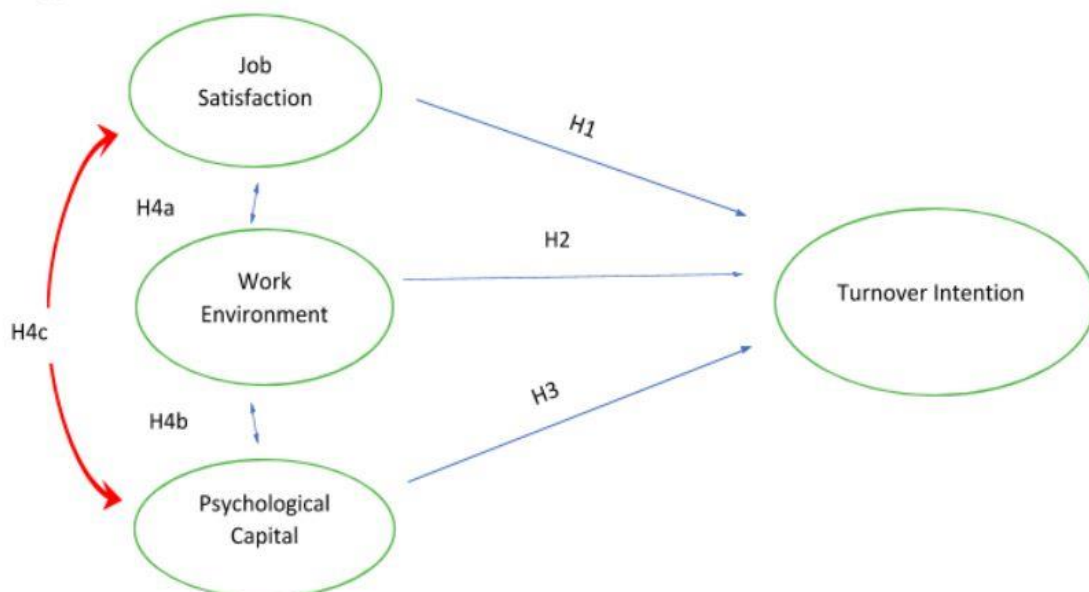 Job
Satisfaction
H1
H4a
H2
Work
Environment
Turnover Intention
H4c
H3
H4b
Psychological
Capital